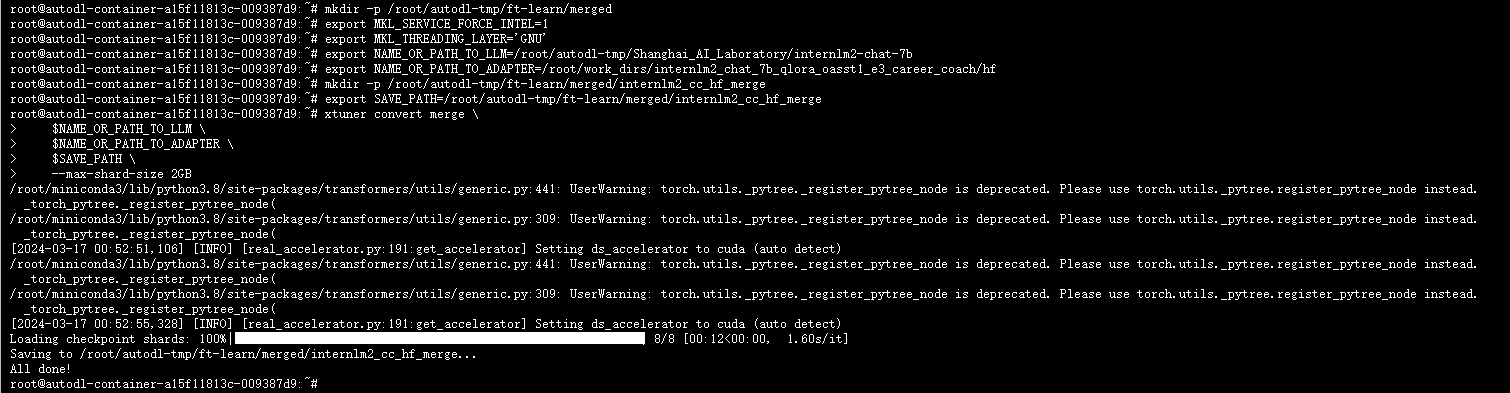 root@autodl-container-a15f11813c-009387d9:~# mkdir -p /root/autodl-tmp/ft-learn/merged
root@autodl-container-a15f11813c-009387d9:~# export MKL_SERVICE_FORCE_INTEL=1
root@autodl-container-a15f11813c-009387d9:~# export MKL_THREADING_LAYER='GNU'
root@autodl-container-a15f11813c-009387d9:~# export NAME_OR_PATH_TO_LLM=/root/autodl-tmp/Shanghai_AI_Laboratory/internlm2-chat-7b
root@autodl-container-a15f11813c-009387d9:~# export NAME_OR_PATH_TO_ADAPTER=/root/work_dirs/internlm2_chat_7b_qlora_oasst1_e3_career_coach/hf
root@autodl-container-a15f11813c-009387d9:~# mkdir -p /root/autodl-tmp/ft-learn/merged/internlm2_cc_hf_merge
root@autodl-container-a15f11813c-009387d9:~# export SAVE_PATH=/root/autodl-tmp/ft-learn/merged/internlm2_cc_hf_merge
root@autodl-container-a15f11813c-009387d9:~# xtuner convert merge \
>     $NAME_OR_PATH_TO_LLM \
>     $NAME_OR_PATH_TO_ADAPTER \
>     $SAVE_PATH \
>     --max-shard-size 2GB
/root/miniconda3/lib/python3.8/site-packages/transformers/utils/generic.py:441: UserWarning: torch.utils._pytree._register_pytree_node is deprecated. Please use torch.utils._pytree.register_pytree_node instead.
  _torch_pytree._register_pytree_node(
/root/miniconda3/lib/python3.8/site-packages/transformers/utils/generic.py:309: UserWarning: torch.utils._pytree._register_pytree_node is deprecated. Please use torch.utils._pytree.register_pytree_node instead.
  _torch_pytree._register_pytree_node(
[2024-03-17 00:52:51,106] [INFO] [real_accelerator.py:191:get_accelerator] Setting ds_accelerator to cuda (auto detect)
/root/miniconda3/lib/python3.8/site-packages/transformers/utils/generic.py:441: UserWarning: torch.utils._pytree._register_pytree_node is deprecated. Please use torch.utils._pytree.register_pytree_node instead.
  _torch_pytree._register_pytree_node(
/root/miniconda3/lib/python3.8/site-packages/transformers/utils/generic.py:309: UserWarning: torch.utils._pytree._register_pytree_node is deprecated. Please use torch.utils._pytree.register_pytree_node instead.
  _torch_pytree._register_pytree_node(
[2024-03-17 00:52:55,328] [INFO] [real_accelerator.py:191:get_accelerator] Setting ds_accelerator to cuda (auto detect)
Loading checkpoint shards: 100%| | 8/8 [00:12<00:00,  1.60s/it]
Saving to /root/autodl-tmp/ft-learn/merged/internlm2_cc_hf_merge...
All done!
root@autodl-container-a15f11813c-009387d9:~#